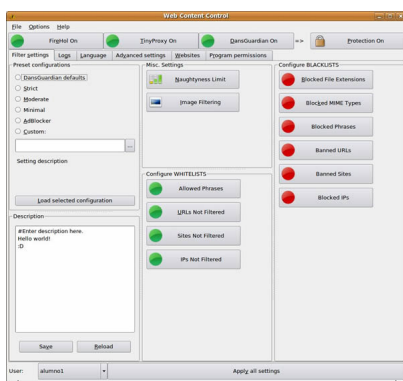 Web Content Control
File Options Help
FireHol On
TinyProxy On
DansGuardian On
=>
Protection On
Filter settings Logs Language Advanced settings Websites Program permissions
Preset configurations
DansGuardian defaults
Strict
Moderate
Minimal
AdBlocker
Custom:
...
Setting description
Load selected configuration
Description
#Enter description here.
Hello world!
:D
Save Reload
Misc. Settings
Naughtyness Limit
Image Filtering
Configure WHITELISTS
Allowed Phrases
URLs Not Filtered
Sites Not Filtered
IPs Not Filtered
Configure BLACKLISTS
Blocked File Extensions
Blocked MIME Types
Blocked Phrases
Banned URLs
Banned Sites
Blocked IPs
User: alumno1 Apply all settings